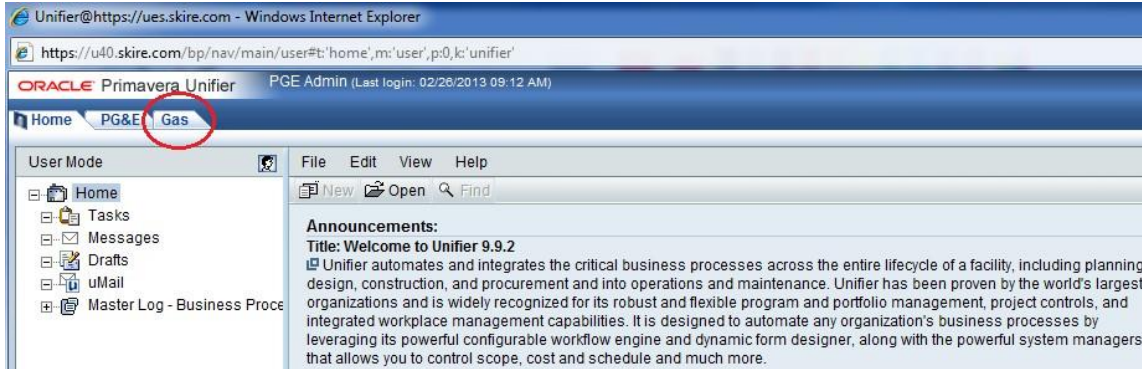 Unifier@https://ues.skire.com - Windows Internet Explorer
https://u40.skire.com/bp/nav/main/user#t:'home',m:'user',p:0,k:'unifier'
ORACLE Primavera Unifier PGE Admin (Last login: 02/26/2013 09:12 AM)
Home PG&E Gas
User Mode
Home
Tasks
Messages
Drafts
uMail
Master Log - Business Proce
File Edit View Help
New Open Find
Announcements:
Title: Welcome to Unifier 9.9.2
Unifier automates and integrates the critical business processes across the entire lifecycle of a facility, including planning
design, construction, and procurement and into operations and maintenance. Unifier has been proven by the world's largest
organizations and is widely recognized for its robust and flexible program and portfolio management, project controls, and
integrated workplace management capabilities. It is designed to automate any organization's business processes by
leveraging its powerful configurable workflow engine and dynamic form designer, along with the powerful system managers
that allows you to control scope, cost and schedule and much more.